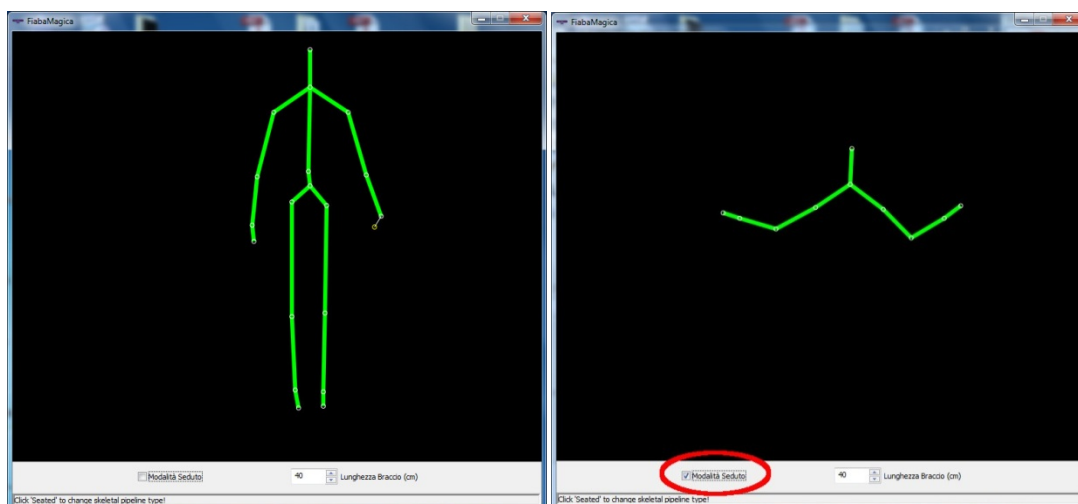 FiabaMagica
Modalità Seduto
40
Lunghezza Braccio (cm)
Click 'Seated' to change skeletal pipeline type!
FiabaMagica
Modalità Seduto
40
Lunghezza Braccio (cm)
Click 'Seated' to change skeletal pipeline type!